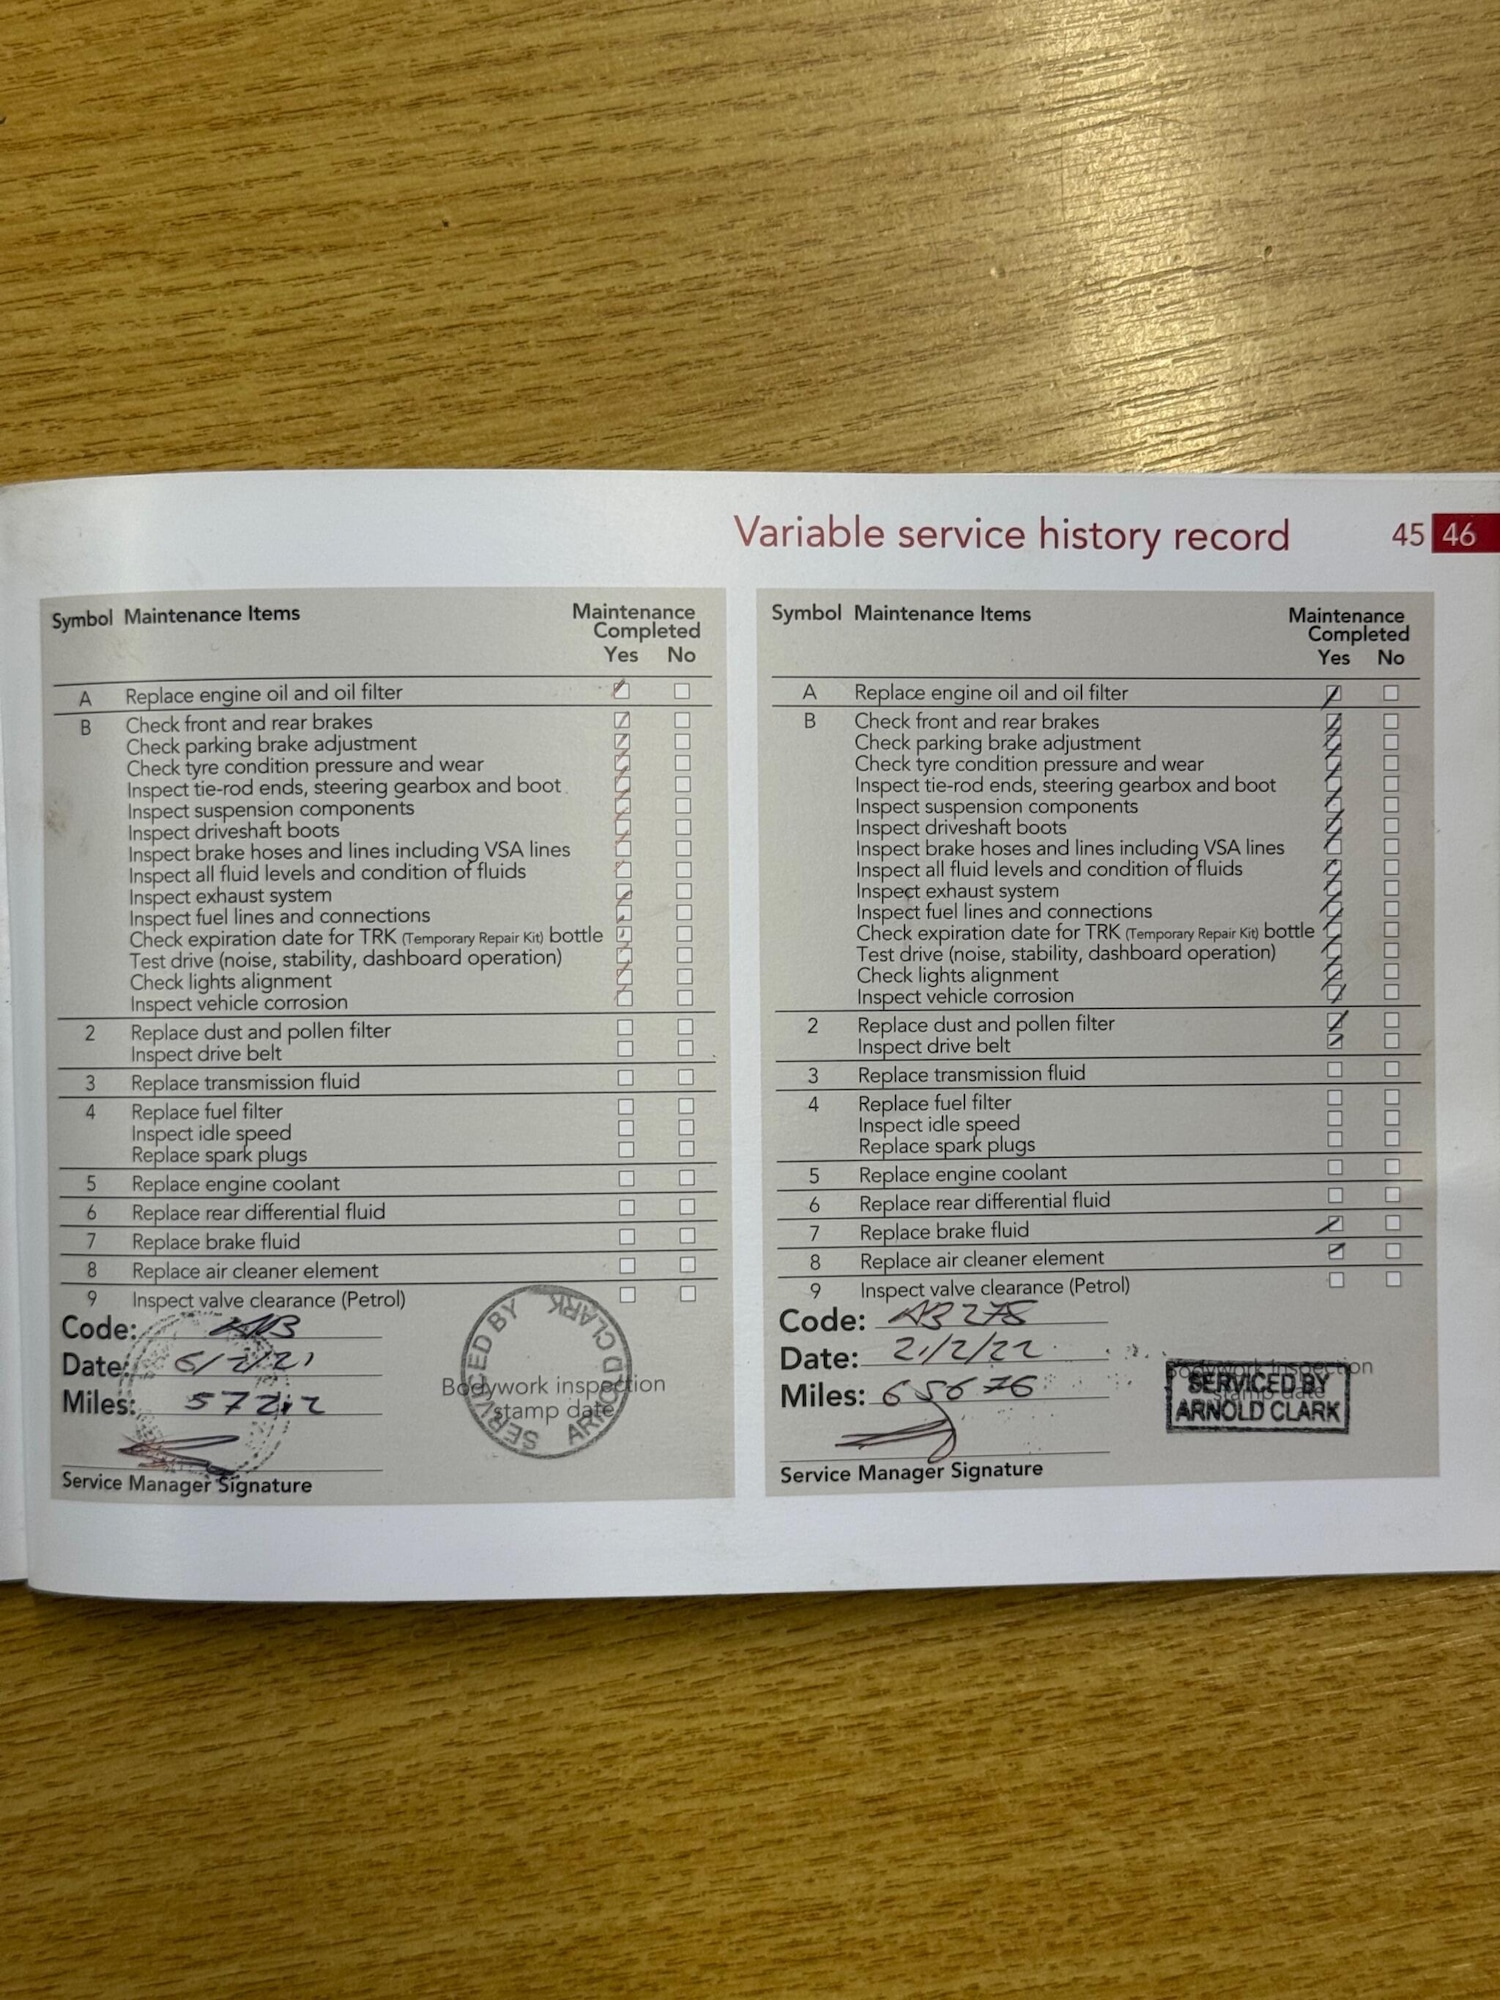 Variable service history record 45 46
Symbol Maintenance Items Maintenance Completed
Yes No
A Replace engine oil and oil filter
B Check front and rear brakes
Check parking brake adjustment
Check tyre condition pressure and wear
Inspect tie-rod ends, steering gearbox and boot
Inspect suspension components
Inspect driveshaft boots
Inspect brake hoses and lines including VSA lines
Inspect all fluid levels and condition of fluids
Inspect exhaust system
Inspect fuel lines and connections
Check expiration date for TRK (Temporary Repair Kit) bottle
Test drive (noise, stability, dashboard operation)
Check lights alignment
Inspect vehicle corrosion
2 Replace dust and pollen filter
Inspect drive belt
3 Replace transmission fluid
4 Replace fuel filter
Inspect idle speed
Replace spark plugs
5 Replace engine coolant
6 Replace rear differential fluid
7 Replace brake fluid
8 Replace air cleaner element
9 Inspect valve clearance (Petrol)
Code:
Date:
Miles:
Service Manager Signature
Bodywork inspection
stamp date
SERVICED BY ARNOLD CLARK
Symbol Maintenance Items Maintenance Completed
Yes No
A Replace engine oil and oil filter
B Check front and rear brakes
Check parking brake adjustment
Check tyre condition pressure and wear
Inspect tie-rod ends, steering gearbox and boot
Inspect suspension components
Inspect driveshaft boots
Inspect brake hoses and lines including VSA lines
Inspect all fluid levels and condition of fluids
Inspect exhaust system
Inspect fuel lines and connections
Check expiration date for TRK (Temporary Repair Kit) bottle
Test drive (noise, stability, dashboard operation)
Check lights alignment
Inspect vehicle corrosion
2 Replace dust and pollen filter
Inspect drive belt
3 Replace transmission fluid
4 Replace fuel filter
Inspect idle speed
Replace spark plugs
5 Replace engine coolant
6 Replace rear differential fluid
7 Replace brake fluid
8 Replace air cleaner element
9 Inspect valve clearance (Petrol)
Code: AB275
Date: 21/2/22
Miles: 65676
Service Manager Signature
Bodywork inspection
stamp date
SERVICED BY
ARNOLD CLARK